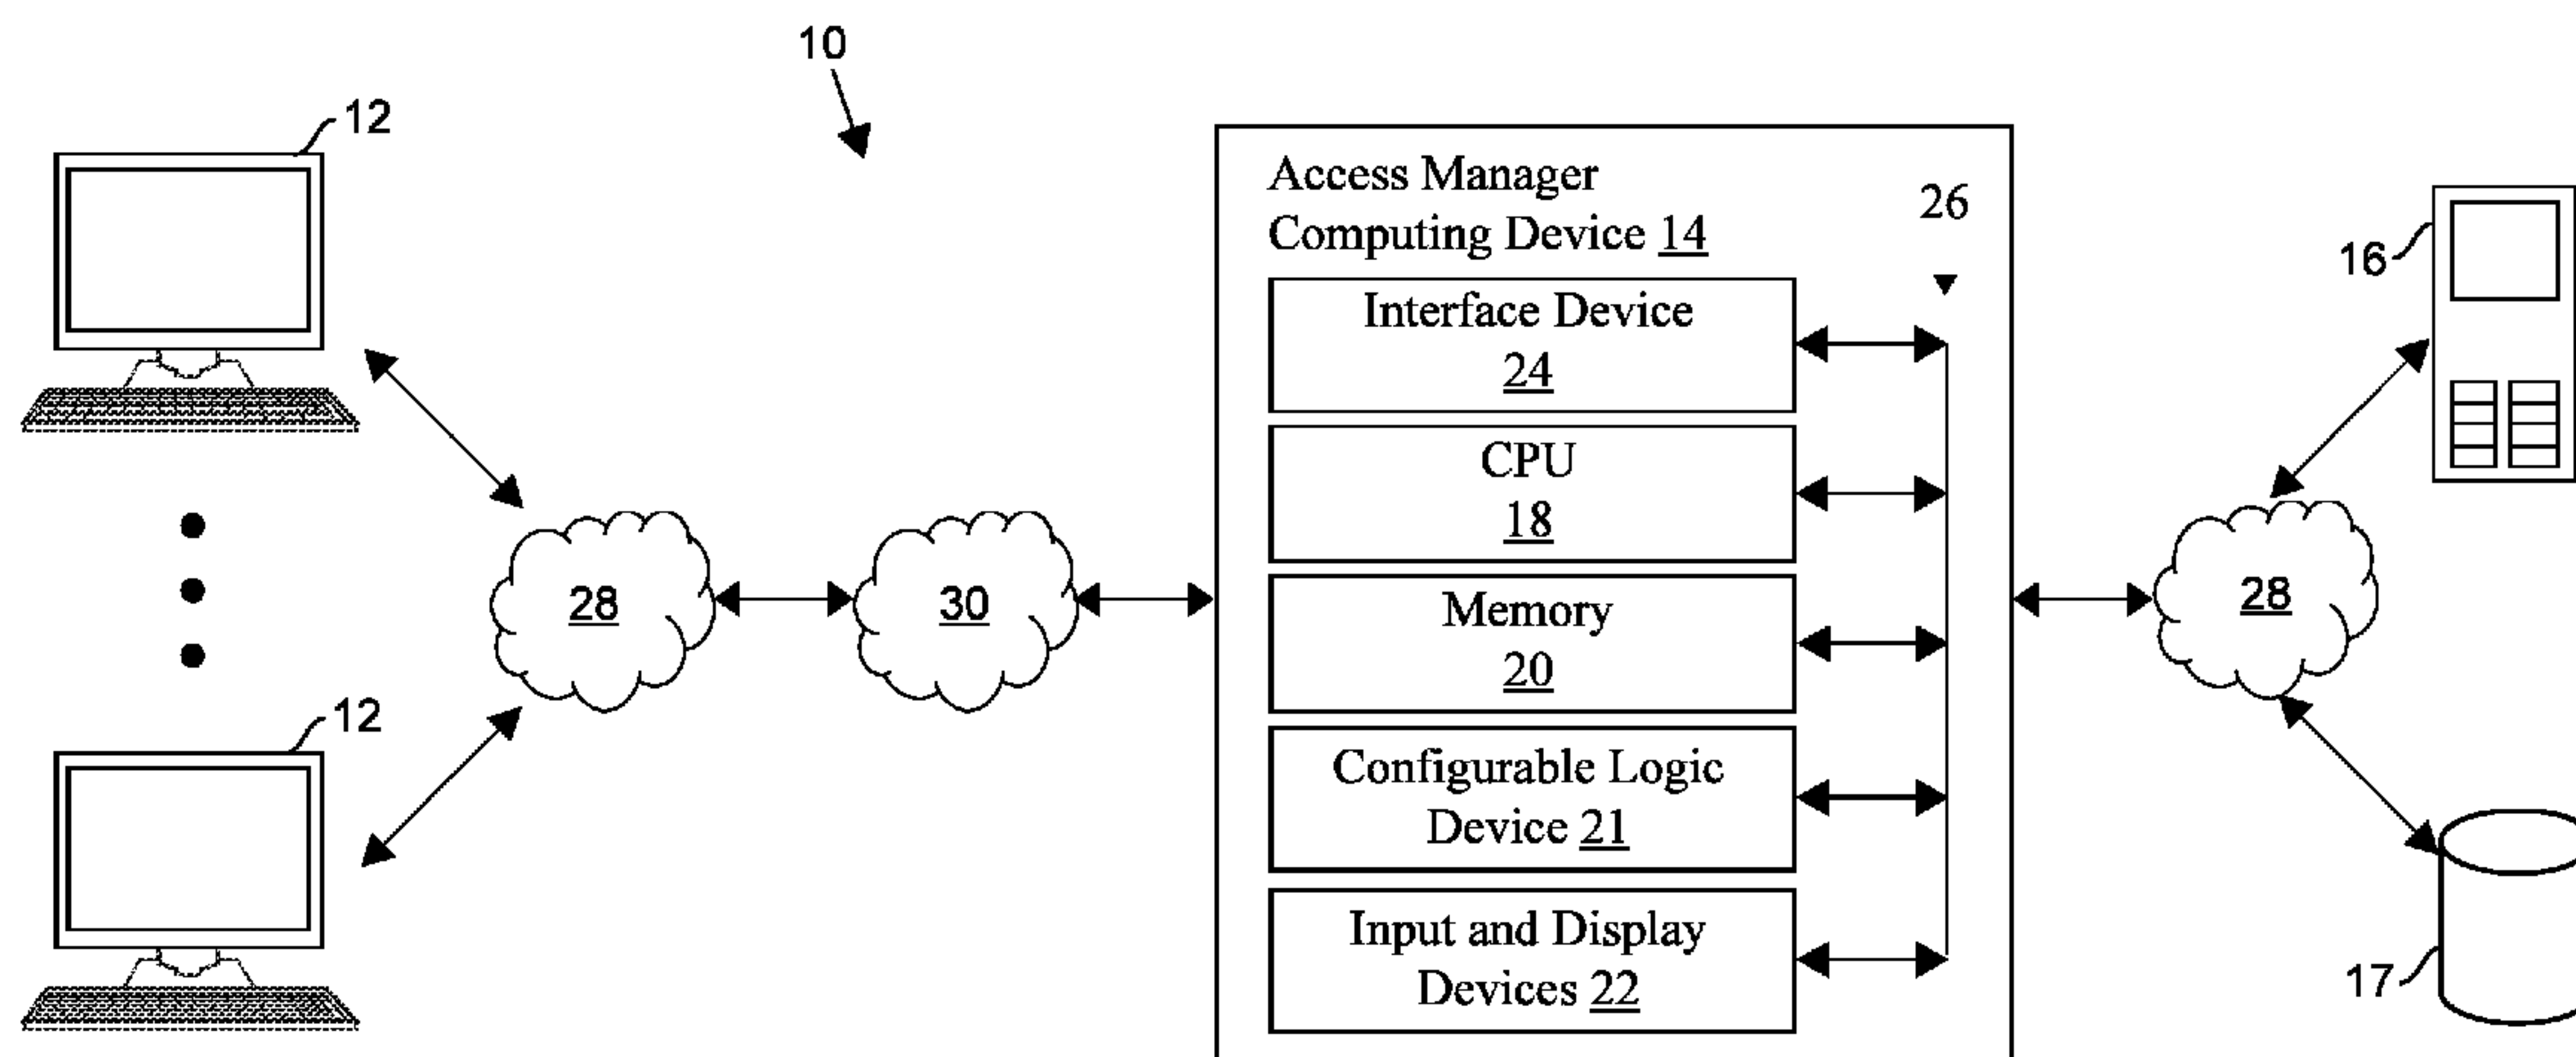 10
12
12
28
30
Access Manager
Computing Device 14
26
Interface Device
24
CPU
18
Memory
20
Configurable Logic
Device 21
Input and Display
Devices 22
28
16
17